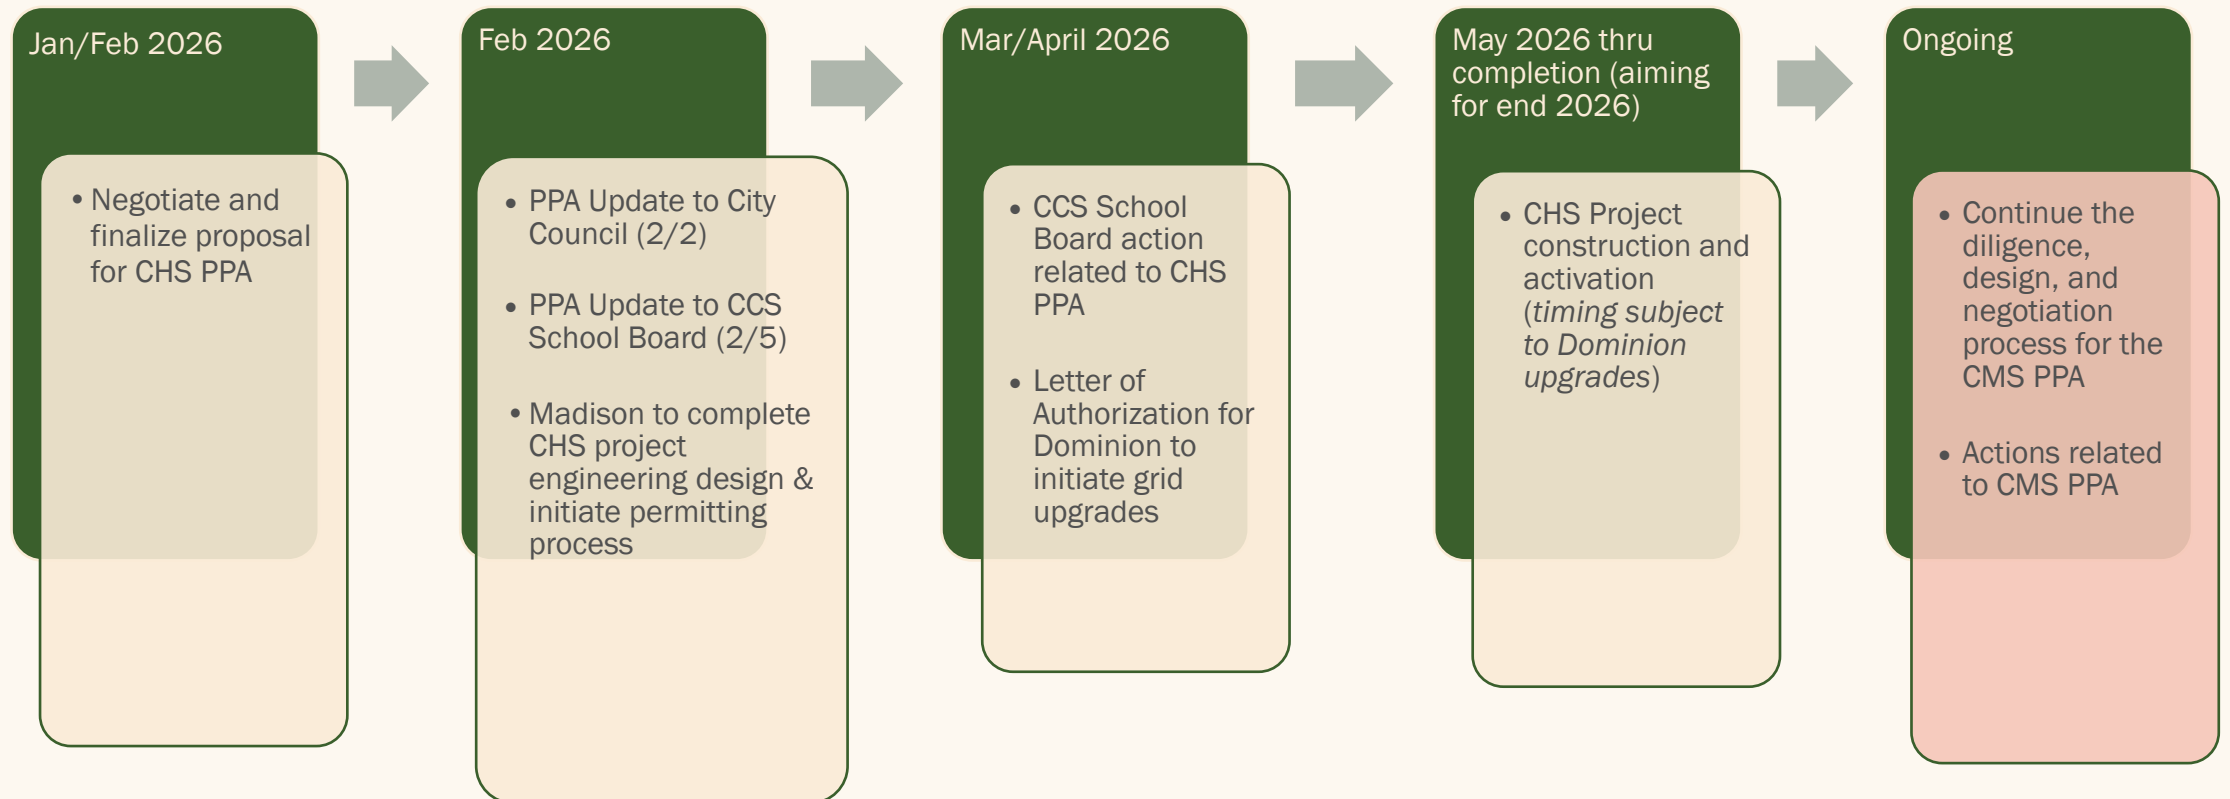 Jan/Feb 2026
• Negotiate and
finalize proposal
for CHS PPA
Feb 2026
• PPA Update to City
Council (2/2)
• PPA Update to CCS
School Board (2/5)
• Madison to complete
CHS project
engineering design &
initiate permitting
process
Mar/April 2026
• CCS School
Board action
related to CHS
PPA
• Letter of
Authorization for
Dominion to
initiate grid
upgrades
May 2026 thru
completion (aiming
for end 2026)
• CHS Project
construction and
activation
(timing subject
to Dominion
upgrades)
Ongoing
• Continue the
diligence,
design, and
negotiation
process for the
CMS PPA
• Actions related
to CMS PPA